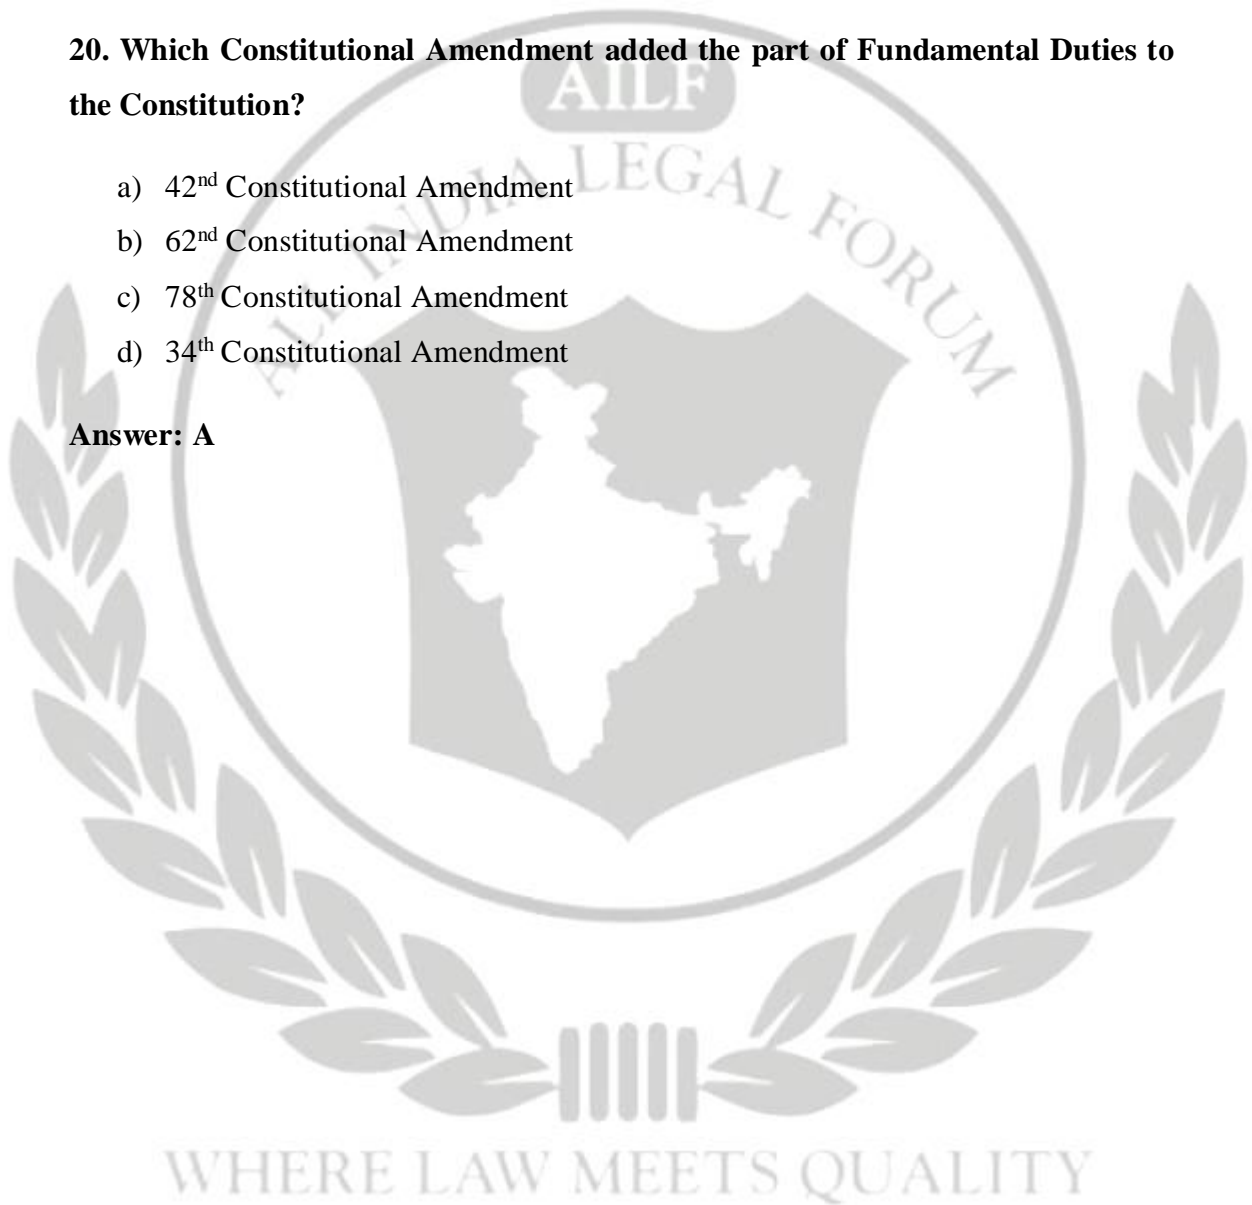 20. Which Constitutional Amendment added the part of Fundamental Duties to
the Constitution?
AILF
ALL INDIA LEGAL FORUM
a) 42nd Constitutional Amendment
b) 62nd Constitutional Amendment
c) 78th Constitutional Amendment
d) 34th Constitutional Amendment
Answer: A
WHERE LAW MEETS QUALITY